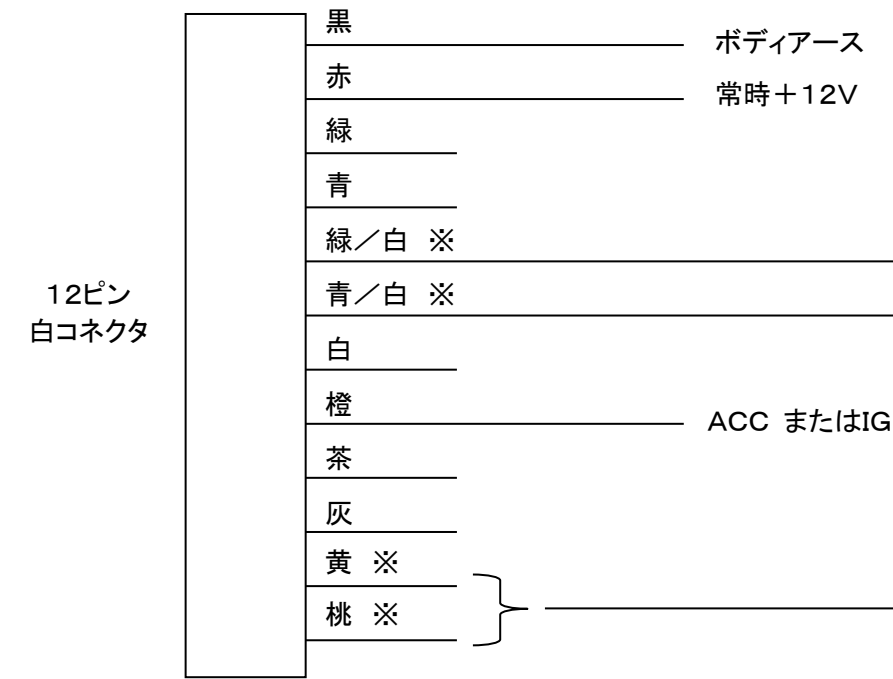 黒
ボディアース
赤
常時＋１２Ｖ
緑
青
緑／白 ※
１２ピン
白コネクタ
青／白 ※
白
橙
ＡＣＣ またはIG
茶
灰
黄 ※
桃 ※